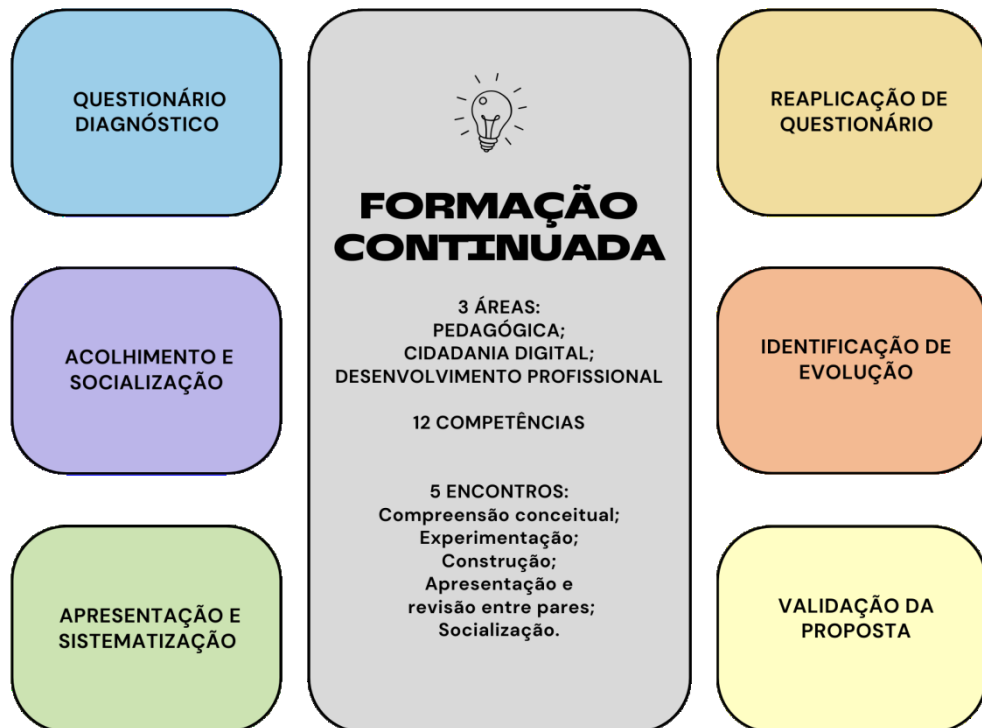 QUESTIONÁRIO
DIAGNÓSTICO
ACOLHIMENTO E
SOCIALIZAÇÃO
APRESENTAÇÃO E
SISTEMATIZAÇÃO
FORMAÇÃO
CONTINUADA
3 ÁREAS:
PEDAGÓGICA;
CIDADANIA DIGITAL;
DESENVOLVIMENTO PROFISSIONAL
12 COMPETÊNCIAS
5 ENCONTROS:
Compreensão conceitual;
Experimentação;
Construção;
Apresentação e
revisão entre pares;
Socialização.
REAPLICAÇÃO DE
QUESTIONÁRIO
IDENTIFICAÇÃO DE
EVOLUÇÃO
VALIDAÇÃO DA
PROPOSTA